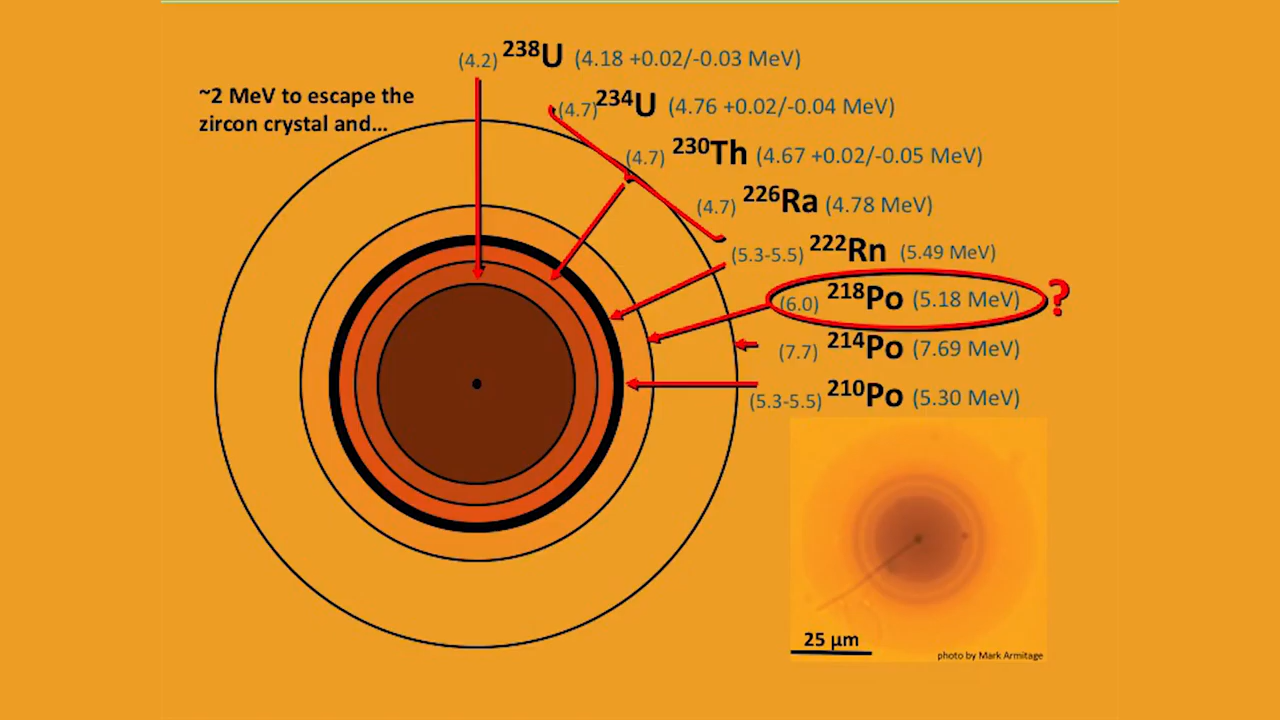 (4.2) ²³⁸U (4.18 +0.02/-0.03 MeV)
~2 MeV to escape the
zircon crystal and...
(4.7) ²³⁴U (4.76 +0.02/-0.04 MeV)
(4.7) ²³⁰Th (4.67 +0.02/-0.05 MeV)
(4.7) ²²⁶Ra (4.78 MeV)
(5.3-5.5) ²²²Rn (5.49 MeV)
(6.0) ²¹⁸Po (5.18 MeV) ?
(7.7) ²¹⁴Po (7.69 MeV)
(5.3-5.5) ²¹⁰Po (5.30 MeV)
25 µm
photo by Mark Armitage